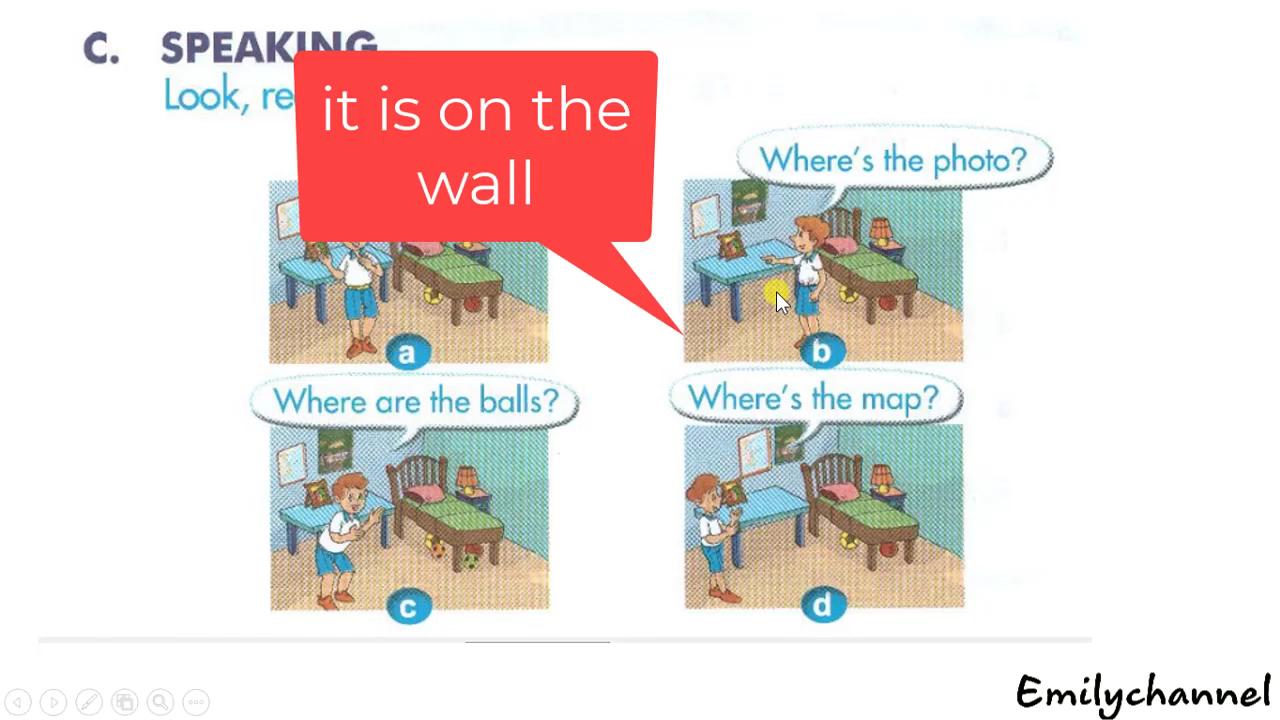 C. SPEAKING
Look, re
it is on the
wall
Where's the photo?
a
b
Where are the balls?
Where's the map?
c
d
Emilychannel